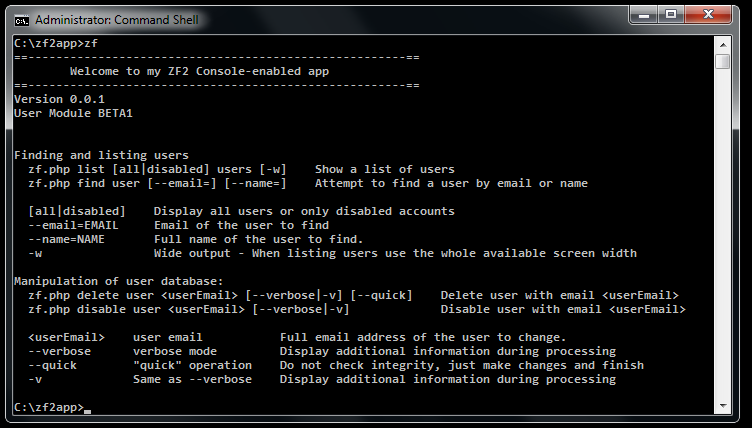 Administrator: Command Shell
C:\zf2app>zf
==------------------------------------------------------==
        Welcome to my ZF2 Console-enabled app
==------------------------------------------------------==
Version 0.0.1
User Module BETA1
Finding and listing users
  zf.php list [all|disabled] users [-w]    Show a list of users
  zf.php find user [--email=] [--name=]    Attempt to find a user by email or name
  [all|disabled]    Display all users or only disabled accounts
  --email=EMAIL     Email of the user to find
  --name=NAME       Full name of the user to find.
  -w                Wide output - When listing users use the whole available screen width
Manipulation of user database:
  zf.php delete user <userEmail> [--verbose|-v] [--quick]    Delete user with email <userEmail>
  zf.php disable user <userEmail> [--verbose|-v]             Disable user with email <userEmail>
  <userEmail>    user email           Full email address of the user to change.
  --verbose      verbose mode         Display additional information during processing
  --quick        "quick" operation    Do not check integrity, just make changes and finish
  -v             Same as --verbose    Display additional information during processing
C:\zf2app>_